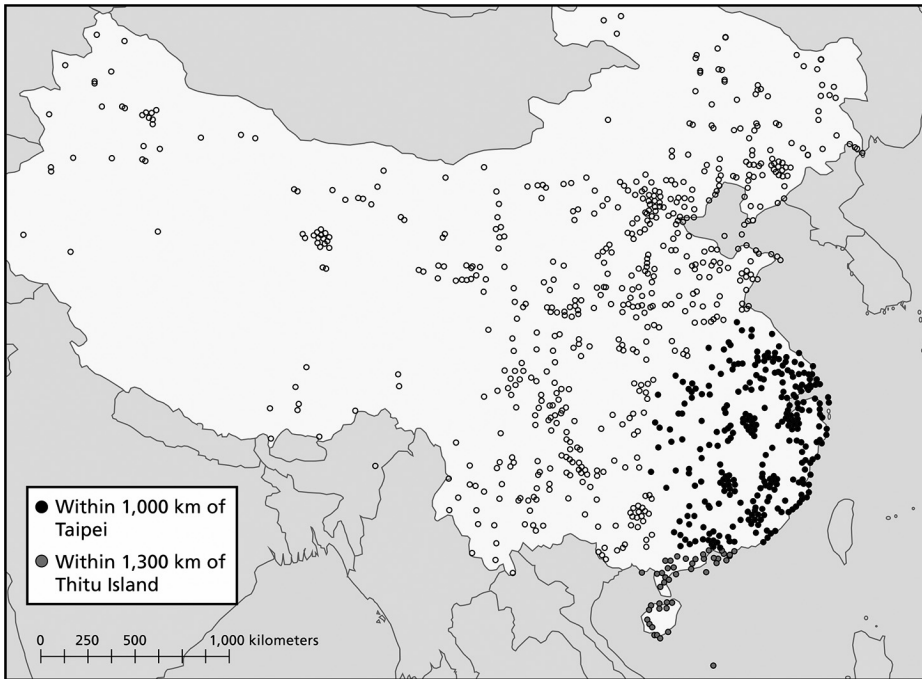 Within 1,000 km of
Taipei
Within 1,300 km of
Thitu Island
0 250 500 1,000 kilometers